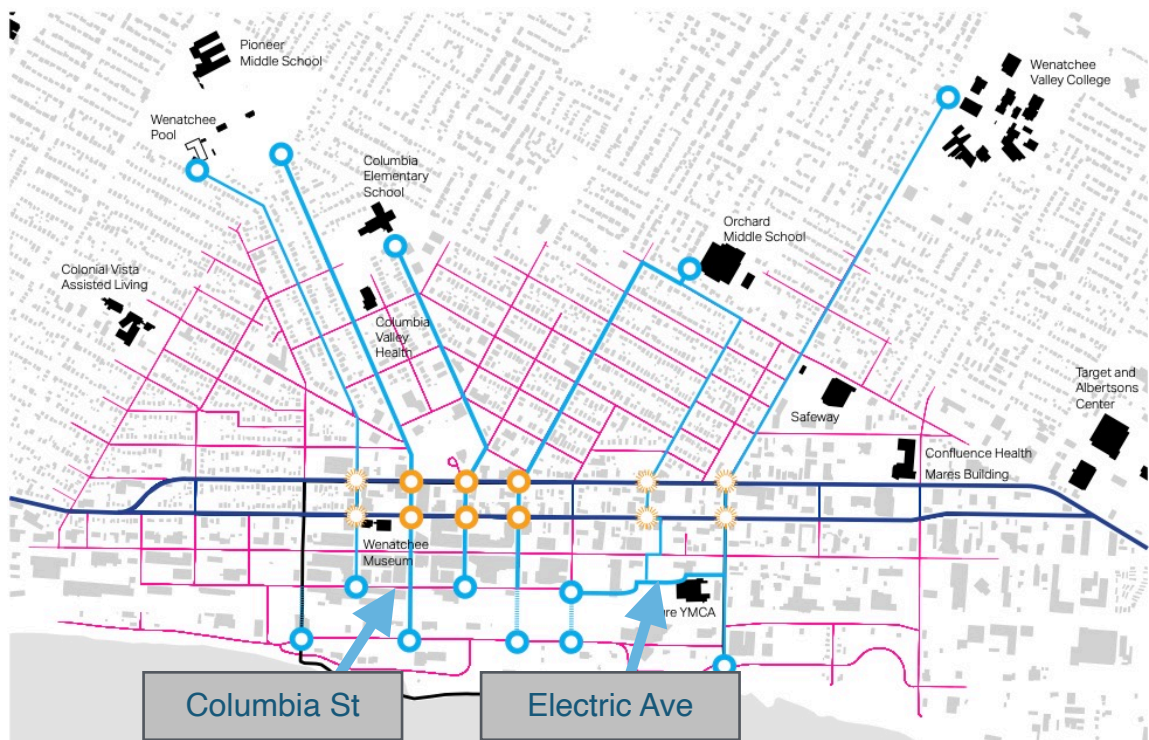 Pioneer
Middle School
Wenatchee
Valley College
Wenatchee
Pool
Columbia
Elementary
School
Orchard
Middle School
Colonial Vista
Assisted Living
Columbia
Valley
Health
Target and
Albertsons
Center
Safeway
Confluence Health
Mares Building
Wenatchee
Museum
YMCA
Columbia St
Electric Ave